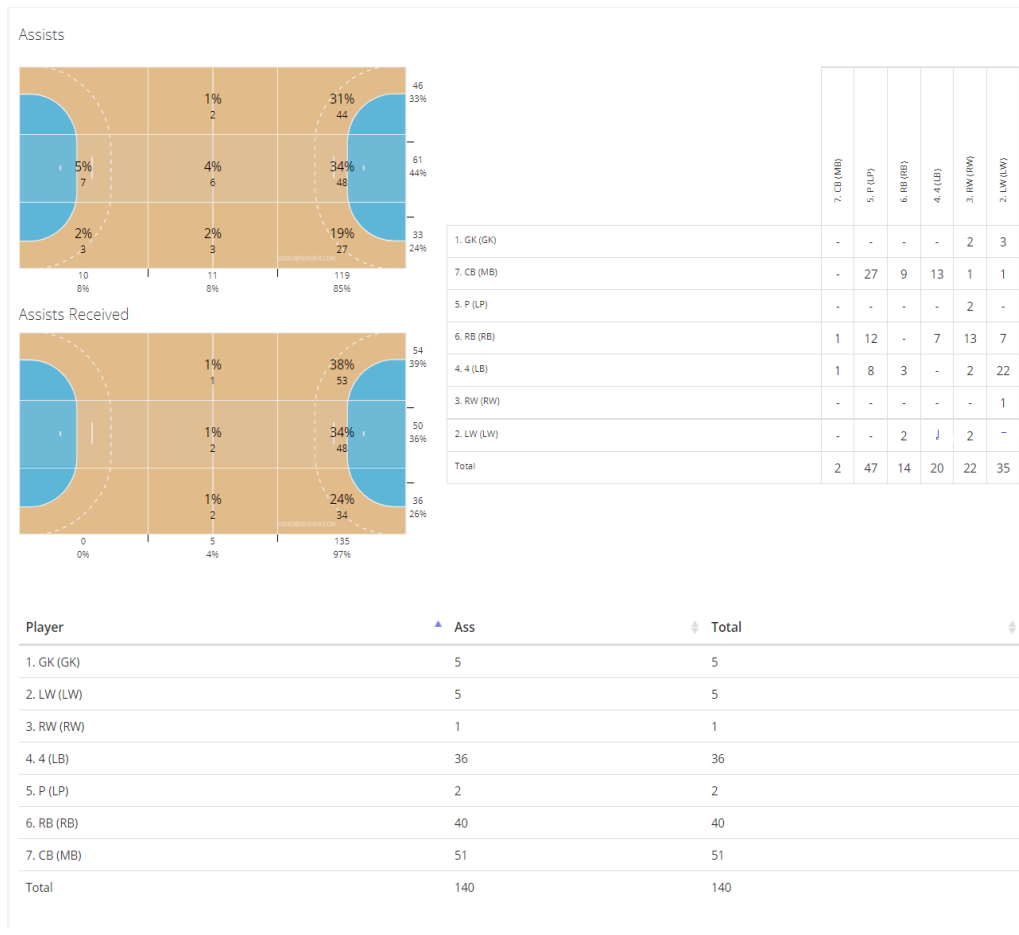 Assists
46
33%
1%
2
31%
44
61
44%
5%
7
4%
6
34%
48
33
24%
2%
3
2%
3
19%
27
VIDEOBSERVER.COM
10
8%
11
8%
119
85%
Assists Received
54
39%
1%
1
38%
53
50
36%
1%
2
34%
48
36
26%
1%
2
24%
34
VIDEOBSERVER.COM
0
0%
5
4%
135
97%
7. CB (MB) 5. P (LP) 6. RB (RB) 4. 4 (LB) 3. RW (RW) 2. LW (LW)
1. GK (GK) - - - - 2 3
7. CB (MB) - 27 9 13 1 1
5. P (LP) - - - - 2 -
6. RB (RB) 1 12 - 7 13 7
4. 4 (LB) 1 8 3 - 2 22
3. RW (RW) - - - - - 1
2. LW (LW) - - 2 2 -
Total 2 47 14 20 22 35
Player Ass Total
1. GK (GK) 5 5
2. LW (LW) 5 5
3. RW (RW) 1 1
4. 4 (LB) 36 36
5. P (LP) 2 2
6. RB (RB) 40 40
7. CB (MB) 51 51
Total 140 140